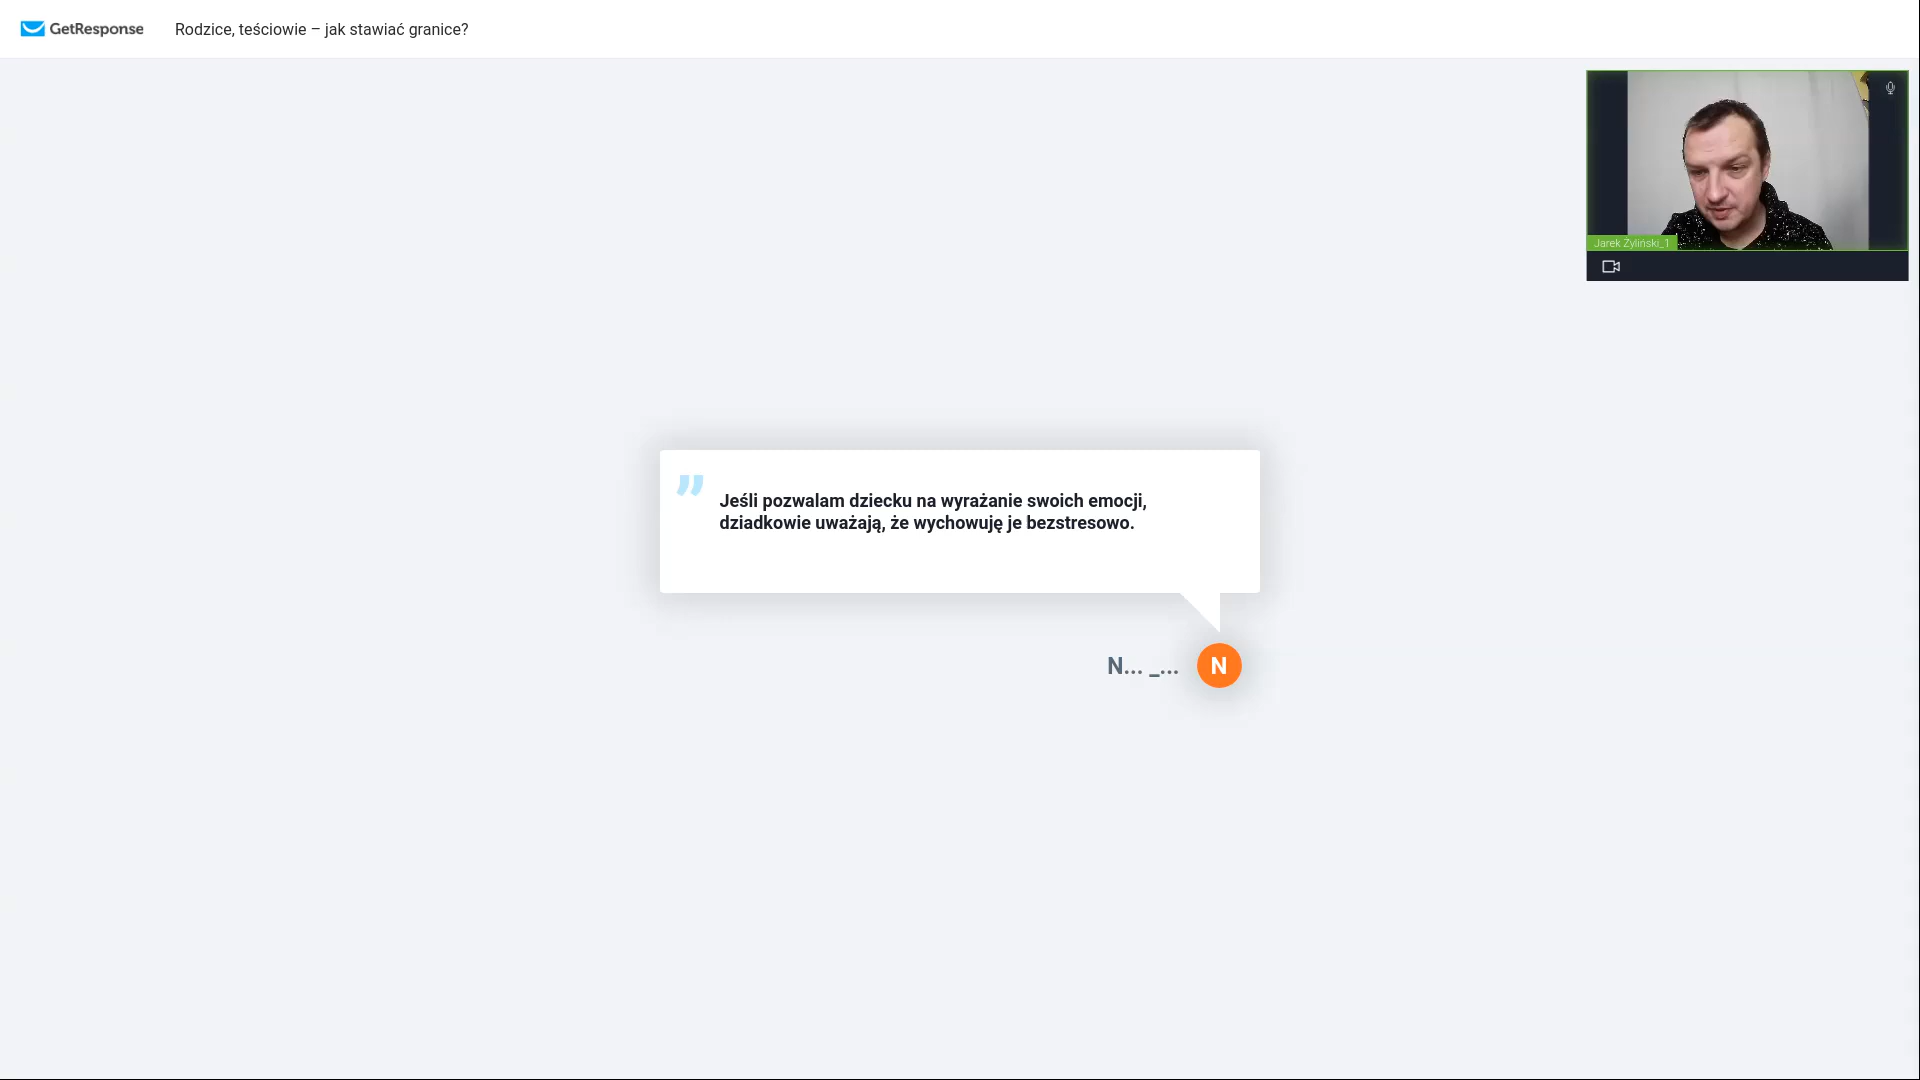 GetResponse
Rodzice, teściowie – jak stawiać granice?
Jarek Żyliński_1
Jeśli pozwalam dziecku na wyrażanie swoich emocji,
dziadkowie uważają, że wychowuję je bezstresowo.
N... _...
N